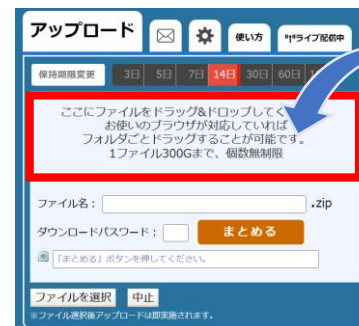 アップロード 使い方 ライブ配信中
保持期限変更 3日 5日 7日 14日 30日 60日
ここにファイルをドラッグ&ドロップしてく
お使いのブラウザが対応していれば
フォルダごとドラッグすることが可能です。
1ファイル300Gまで、個数無制限
ファイル名： .zip
ダウンロードパスワード： まとめる
「まとめる」ボタンを押してください。
ファイルを選択 中止
※ファイル選択後アップロードは即実施されます。